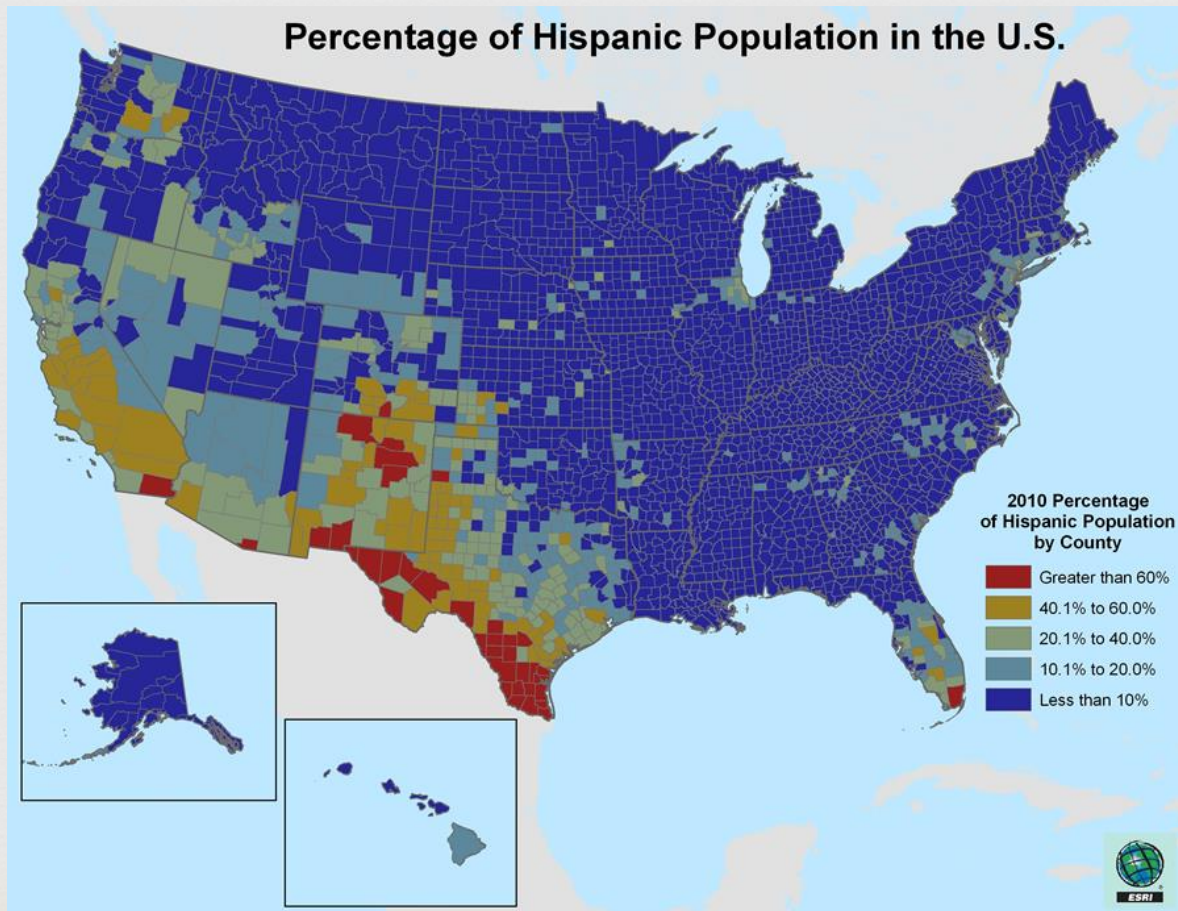 Percentage of Hispanic Population in the U.S.
2010 Percentage
of Hispanic Population
by County
Greater than 60%
40.1% to 60.0%
20.1% to 40.0%
10.1% to 20.0%
Less than 10%
ESRI